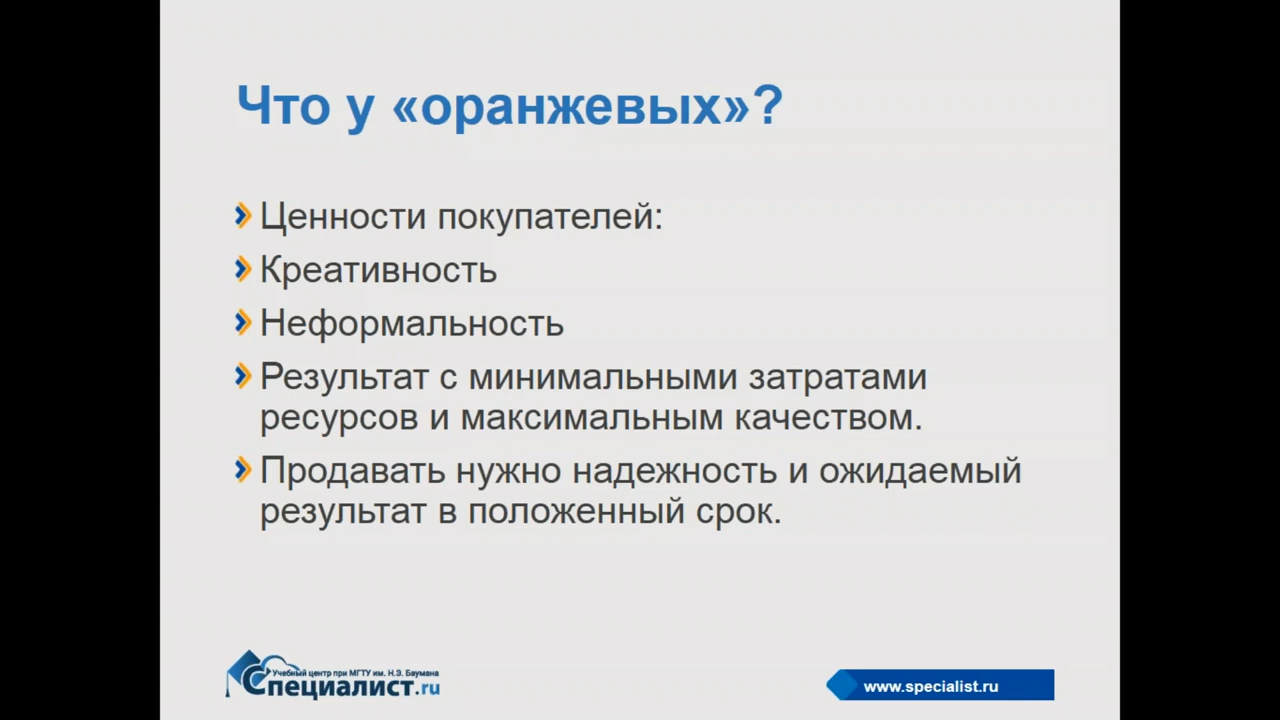 Что у «оранжевых»?
Ценности покупателей:
Креативность
Неформальность
Результат с минимальными затратами
ресурсов и максимальным качеством.
Продавать нужно надежность и ожидаемый
результат в положенный срок.
Учебный центр при МГТУ им. Н.Э. Баумана
Специалист.ru
www.specialist.ru